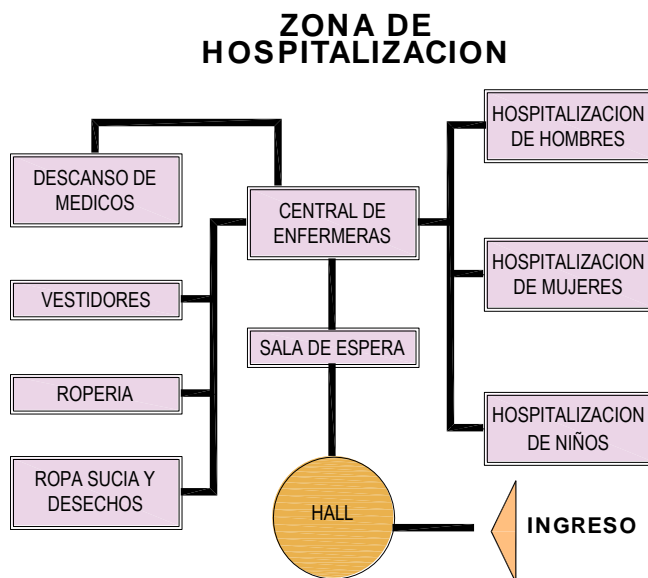 ZONA DE
HOSPITALIZACION
HOSPITALIZACION
DE HOMBRES
DESCANSO DE
MEDICOS
CENTRAL DE
ENFERMERAS
HOSPITALIZACION
DE MUJERES
VESTIDORES
SALA DE ESPERA
ROPERIA
HOSPITALIZACION
DE NIÑOS
ROPA SUCIA Y
DESECHOS
HALL
INGRESO